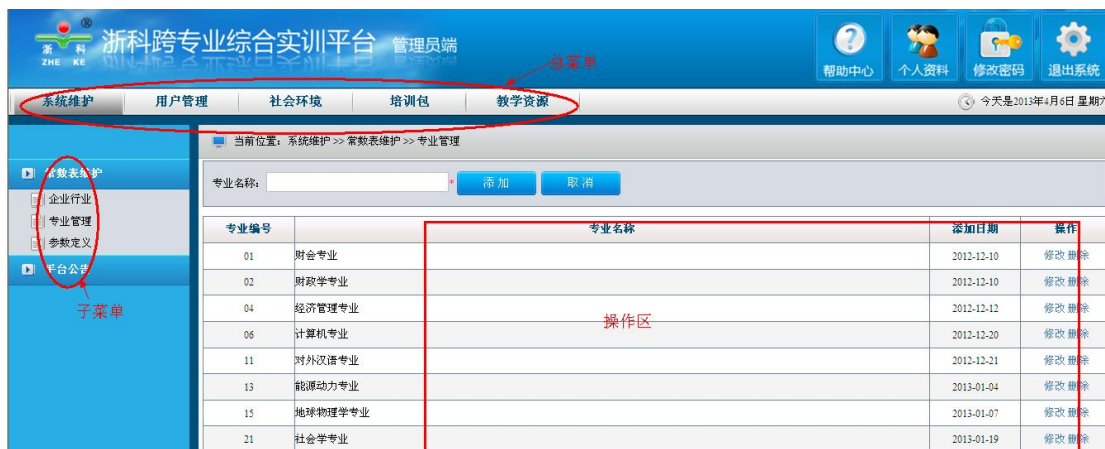 ®
浙 科
ZHE KE
浙科跨专业综合实训平台 管理员端
总菜单
帮助中心 个人资料 修改密码 退出系统
系统维护 用户管理 社会环境 培训包 教学资源
今天是2013年4月6日 星期六
当前位置：系统维护 >> 常数表维护 >> 专业管理
常数表维护
企业行业
专业管理
参数定义
平台公告
子菜单
专业名称： * 添加 取消
专业编号 专业名称 添加日期 操作
01 财会专业 2012-12-10 修改 删除
02 财政学专业 2012-12-10 修改 删除
04 经济管理专业 2012-12-12 修改 删除
操作区
06 计算机专业 2012-12-20 修改 删除
11 对外汉语专业 2012-12-21 修改 删除
13 能源动力专业 2013-01-04 修改 删除
15 地球物理学专业 2013-01-07 修改 删除
21 社会学专业 2013-01-19 修改 删除